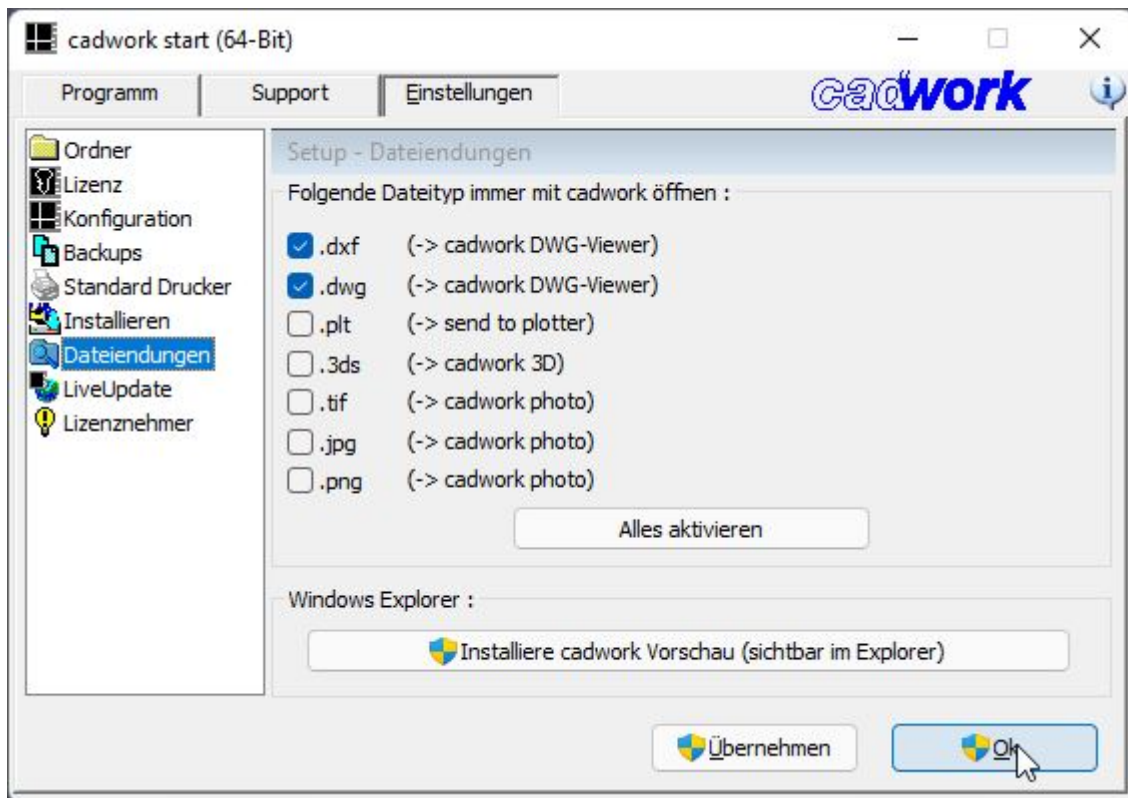 cadwork start (64-Bit)
Programm Support Einstellungen cadwork i
Ordner
Lizenz
Konfiguration
Backups
Standard Drucker
Installieren
Dateiendungen
LiveUpdate
Lizenznehmer
Setup - Dateiendungen
Folgende Dateityp immer mit cadwork öffnen :
.dxf (-> cadwork DWG-Viewer)
.dwg (-> cadwork DWG-Viewer)
.plt (-> send to plotter)
.3ds (-> cadwork 3D)
.tif (-> cadwork photo)
.jpg (-> cadwork photo)
.png (-> cadwork photo)
Alles aktivieren
Windows Explorer :
Installiere cadwork Vorschau (sichtbar im Explorer)
Übernehmen Ok